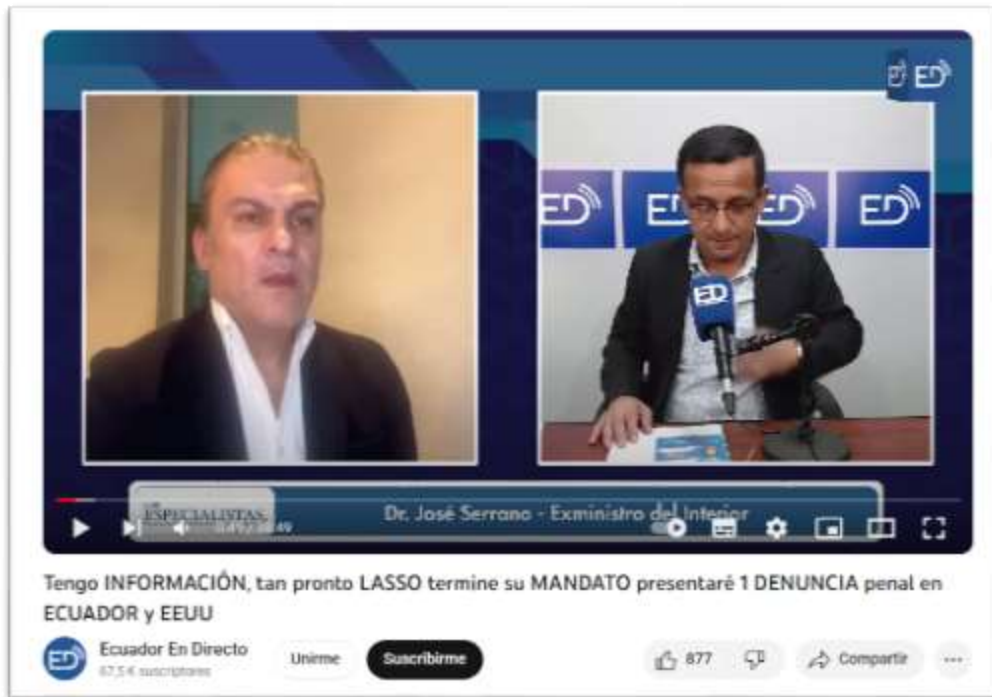 ED
ED ED ED ED
ED
ESPECIALISTAS
Dr. José Serrano - Exministro del Interior
Tengo INFORMACIÓN, tan pronto LASSO termine su MANDATO presentaré 1 DENUNCIA penal en
ECUADOR y EEUU
ED
Ecuador En Directo
Unirme
Suscribirme
877
Compartir
67,5 K suscriptores